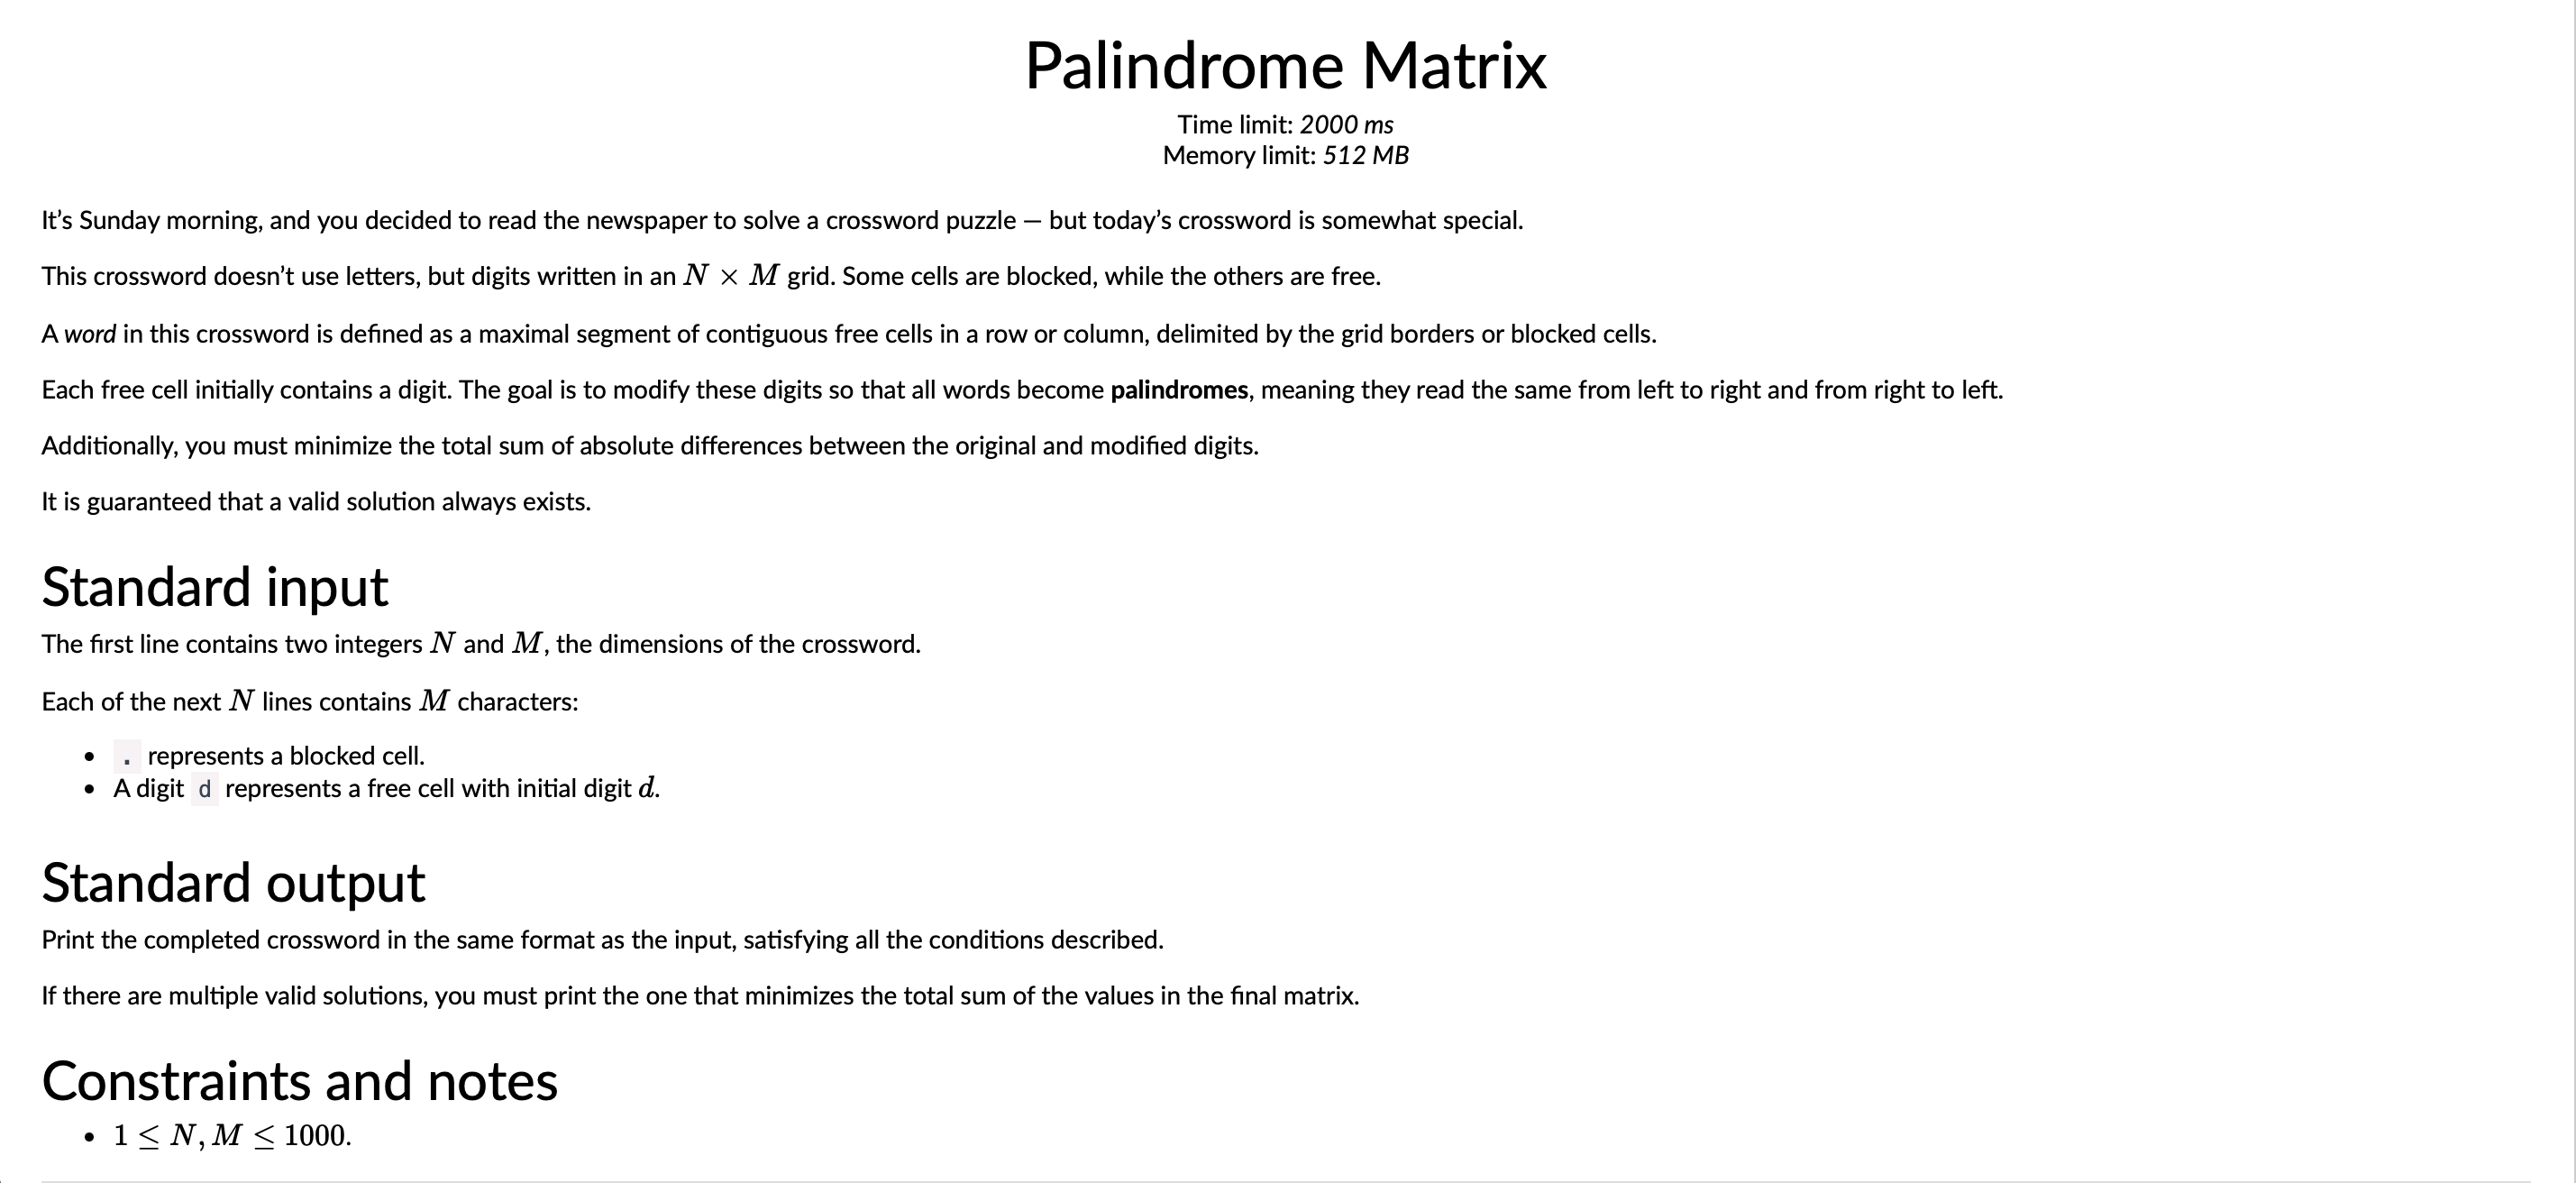 Palindrome Matrix
Time limit: 2000 ms
Memory limit: 512 MB
It's Sunday morning, and you decided to read the newspaper to solve a crossword puzzle — but today's crossword is somewhat special.
This crossword doesn't use letters, but digits written in an N × M grid. Some cells are blocked, while the others are free.
A word in this crossword is defined as a maximal segment of contiguous free cells in a row or column, delimited by the grid borders or blocked cells.
Each free cell initially contains a digit. The goal is to modify these digits so that all words become palindromes, meaning they read the same from left to right and from right to left.
Additionally, you must minimize the total sum of absolute differences between the original and modified digits.
It is guaranteed that a valid solution always exists.
Standard input
The first line contains two integers N and M, the dimensions of the crossword.
Each of the next N lines contains M characters:
• . represents a blocked cell.
• A digit d represents a free cell with initial digit d.
Standard output
Print the completed crossword in the same format as the input, satisfying all the conditions described.
If there are multiple valid solutions, you must print the one that minimizes the total sum of the values in the final matrix.
Constraints and notes
• 1 ≤ N, M ≤ 1000.